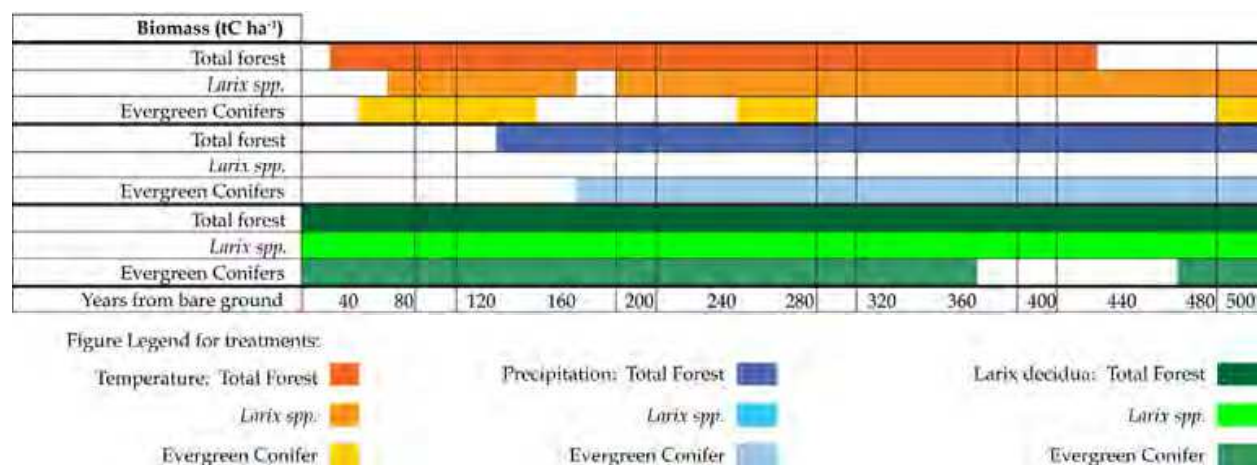 Biomass (tC ha⁻¹)
Total forest
Larix spp.
Evergreen Conifers
Total forest
Larix spp.
Evergreen Conifers
Total forest
Larix spp.
Evergreen Conifers
Years from bare ground 40 80 120 160 200 240 280 320 360 400 440 480 500
Figure Legend for treatments:
Temperature: Total Forest Precipitation: Total Forest Larix decidua: Total Forest
Larix spp. Larix spp. Larix spp.
Evergreen Conifer Evergreen Conifer Evergreen Conifer